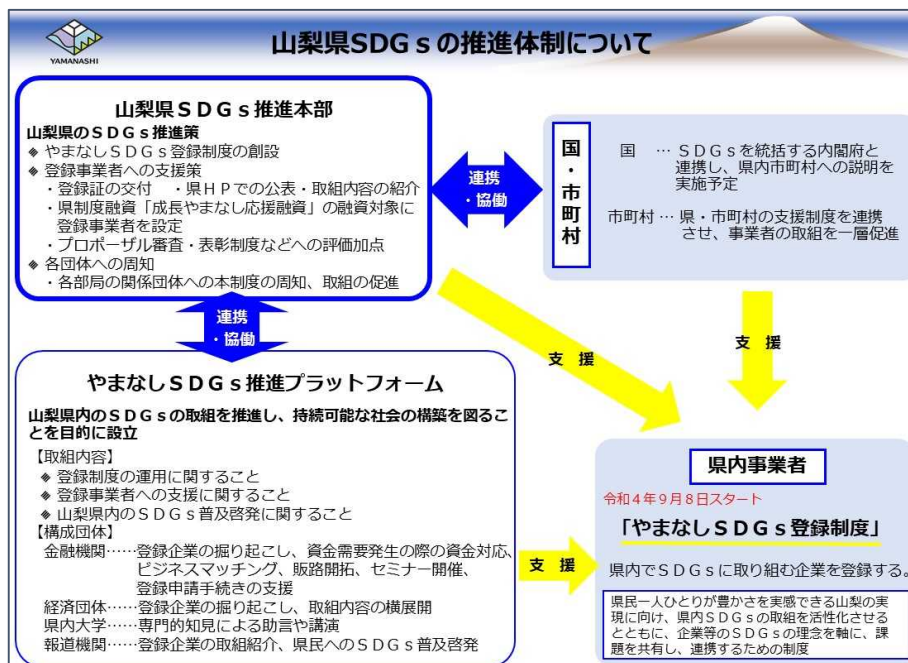 YAMANASHI
山梨県SDGsの推進体制について
山梨県ＳＤＧｓ推進本部
山梨県のＳＤＧｓ推進策
◈ やまなしＳＤＧｓ登録制度の創設
◈ 登録事業者への支援策
・登録証の交付　・県ＨＰでの公表・取組内容の紹介
・県制度融資「成長やまなし応援融資」の融資対象に
登録事業者を設定
・プロポーザル審査・表彰制度などへの評価加点
◈ 各団体への周知
・各部局の関係団体への本制度の周知、取組の促進
連携
・協働
国・市町村
国　… ＳＤＧｓを統括する内閣府と
連携し、県内市町村への説明を
実施予定
市町村 … 県・市町村の支援制度を連携
させ、事業者の取組を一層促進
連携
・協働
支　援
支　援
やまなしＳＤＧｓ推進プラットフォーム
山梨県内のＳＤＧｓの取組を推進し、持続可能な社会の構築を図るこ
とを目的に設立
【取組内容】
◈ 登録制度の運用に関すること
◈ 登録事業者への支援に関すること
◈ 山梨県内のＳＤＧｓ普及啓発に関すること
【構成団体】
金融機関……登録企業の掘り起こし、資金需要発生の際の資金対応、
ビジネスマッチング、販路開拓、セミナー開催、
登録申請手続きの支援
経済団体……登録企業の掘り起こし、取組内容の横展開
県内大学……専門的知見による助言や講演
報道機関……登録企業の取組紹介、県民へのＳＤＧｓ普及啓発
支　援
県内事業者
令和４年９月８日スタート
「やまなしＳＤＧｓ登録制度」
県内でＳＤＧｓに取り組む企業を登録する。
県民一人ひとりが豊かさを実感できる山梨の実
現に向け、県内ＳＤＧｓの取組を活性化させる
とともに、企業等のＳＤＧｓの理念を軸に、課
題を共有し、連携するための制度